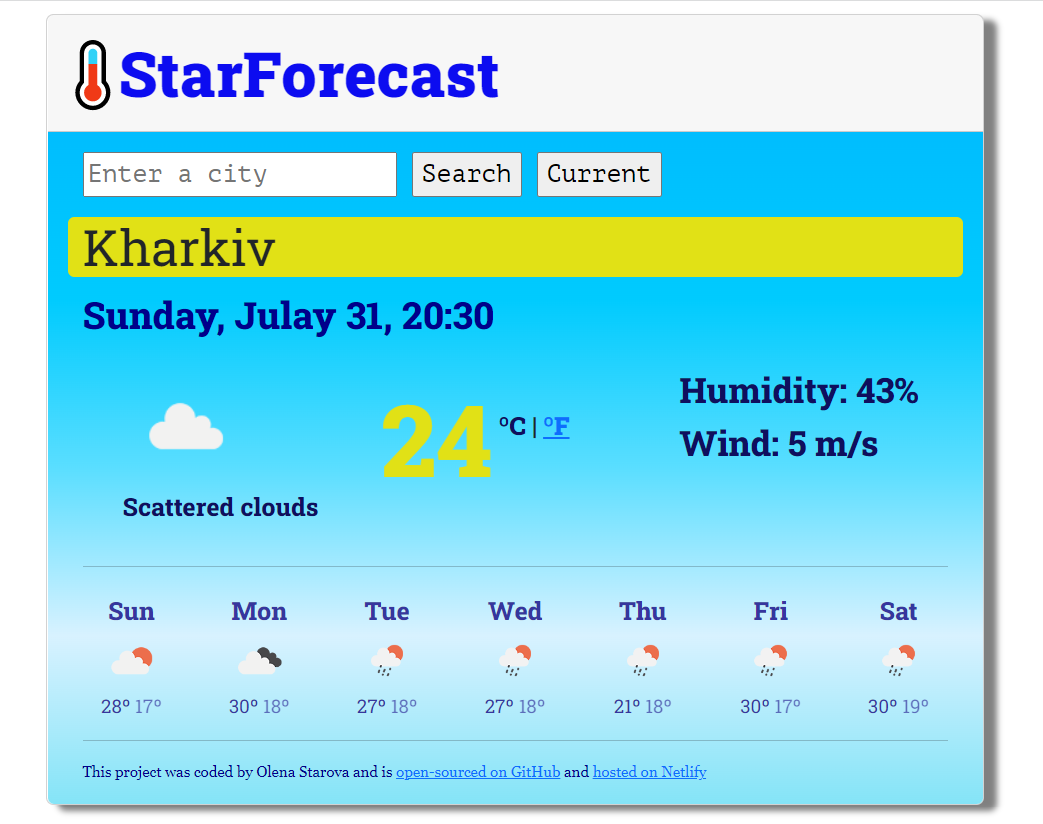 StarForecast
Enter a city Search Current
Kharkiv
Sunday, Julay 31, 20:30
Humidity: 43%
24 ºC | ºF
Wind: 5 m/s
Scattered clouds
Sun Mon Tue Wed Thu Fri Sat
28º 17º 30º 18º 27º 18º 27º 18º 21º 18º 30º 17º 30º 19º
This project was coded by Olena Starova and is open-sourced on GitHub and hosted on Netlify